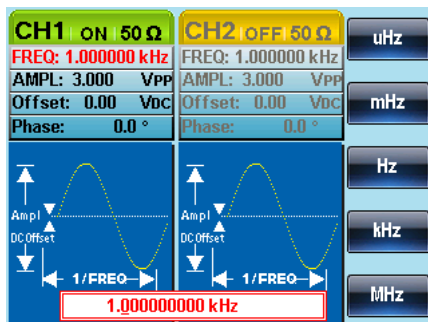 CH1 ON 50 Ω
FREQ: 1.000000 kHz
AMPL: 3.000 VPP
Offset: 0.00 VDC
Phase: 0.0 °
Ampl
DC Offset
1/FREQ
CH2 OFF 50 Ω
FREQ: 1.000000 kHz
AMPL: 3.000 VPP
Offset: 0.00 VDC
Phase: 0.0 °
Ampl
DC Offset
1/FREQ
1.000000000 kHz
uHz
mHz
Hz
kHz
MHz